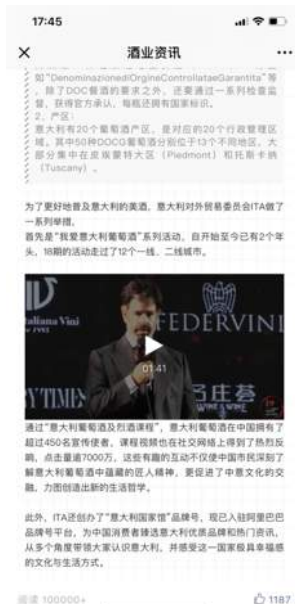 17:45
酒业资讯
如"DenominazionediOrgineControllataeGarantita"等
，除了DOC餐酒的要求之外，还要通过一系列检查监
督，获得官方承认，每瓶还拥有国家标识。
2，产区：
意大利有20个葡萄酒产区，是对应的20个行政管理区
域。其中50种DOCG葡萄酒分别位于13个不同地区，大
部分集中在皮埃蒙特大区（Piedmont）和托斯卡纳
（Tuscany）。
为了更好地普及意大利的美酒，意大利对外贸易委员会ITA做了
一系列举措。
首先是"我爱意大利葡萄酒"系列活动，自开始至今已有2个年
头，18期的活动走过了12个一线、二线城市。
taliana Vini
FEDERVINI
01:41
BY TIMES
名庄荟
通过"意大利葡萄酒及烈酒课程"，意大利葡萄酒在中国拥有了
超过450名宣传使者，课程视频也在社交网络上得到了热烈反
响，点击量逾7000万，这些有趣的互动不仅使中国市民深刻了
解意大利葡萄酒中蕴藏的匠人精神，更促进了中意文化的交
融，力图创造出新的生活哲学。
此外，ITA还创办了"意大利国家馆"品牌号，现已入驻阿里巴巴
品牌号平台，为中国消费者臻选意大利优质品牌和热门资讯，
从多个角度带领大家认识意大利，并感受这一国家极具幸福感
的文化与生活方式。
阅读 100000+
1187